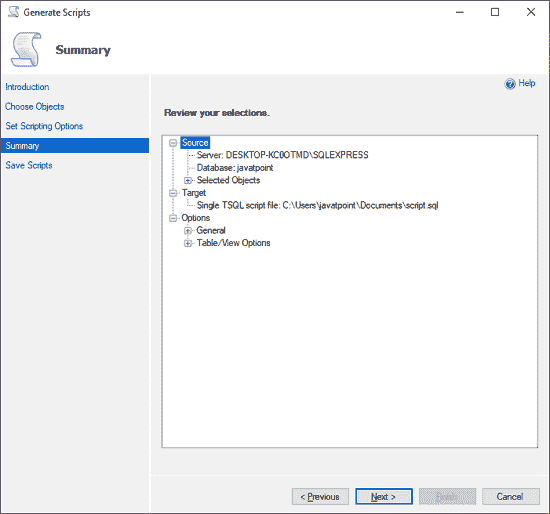 Generate Scripts
Summary
Help
Introduction
Choose Objects
Set Scripting Options
Summary
Save Scripts
Review your selections.
Source
Server: DESKTOP-KC0OTMD\SQLEXPRESS
Database: javatpoint
Selected Objects
Target
Single TSQL script file: C:\Users\javatpoint\Documents\script.sql
Options
General
Table/View Options
< Previous
Next >
Finish
Cancel